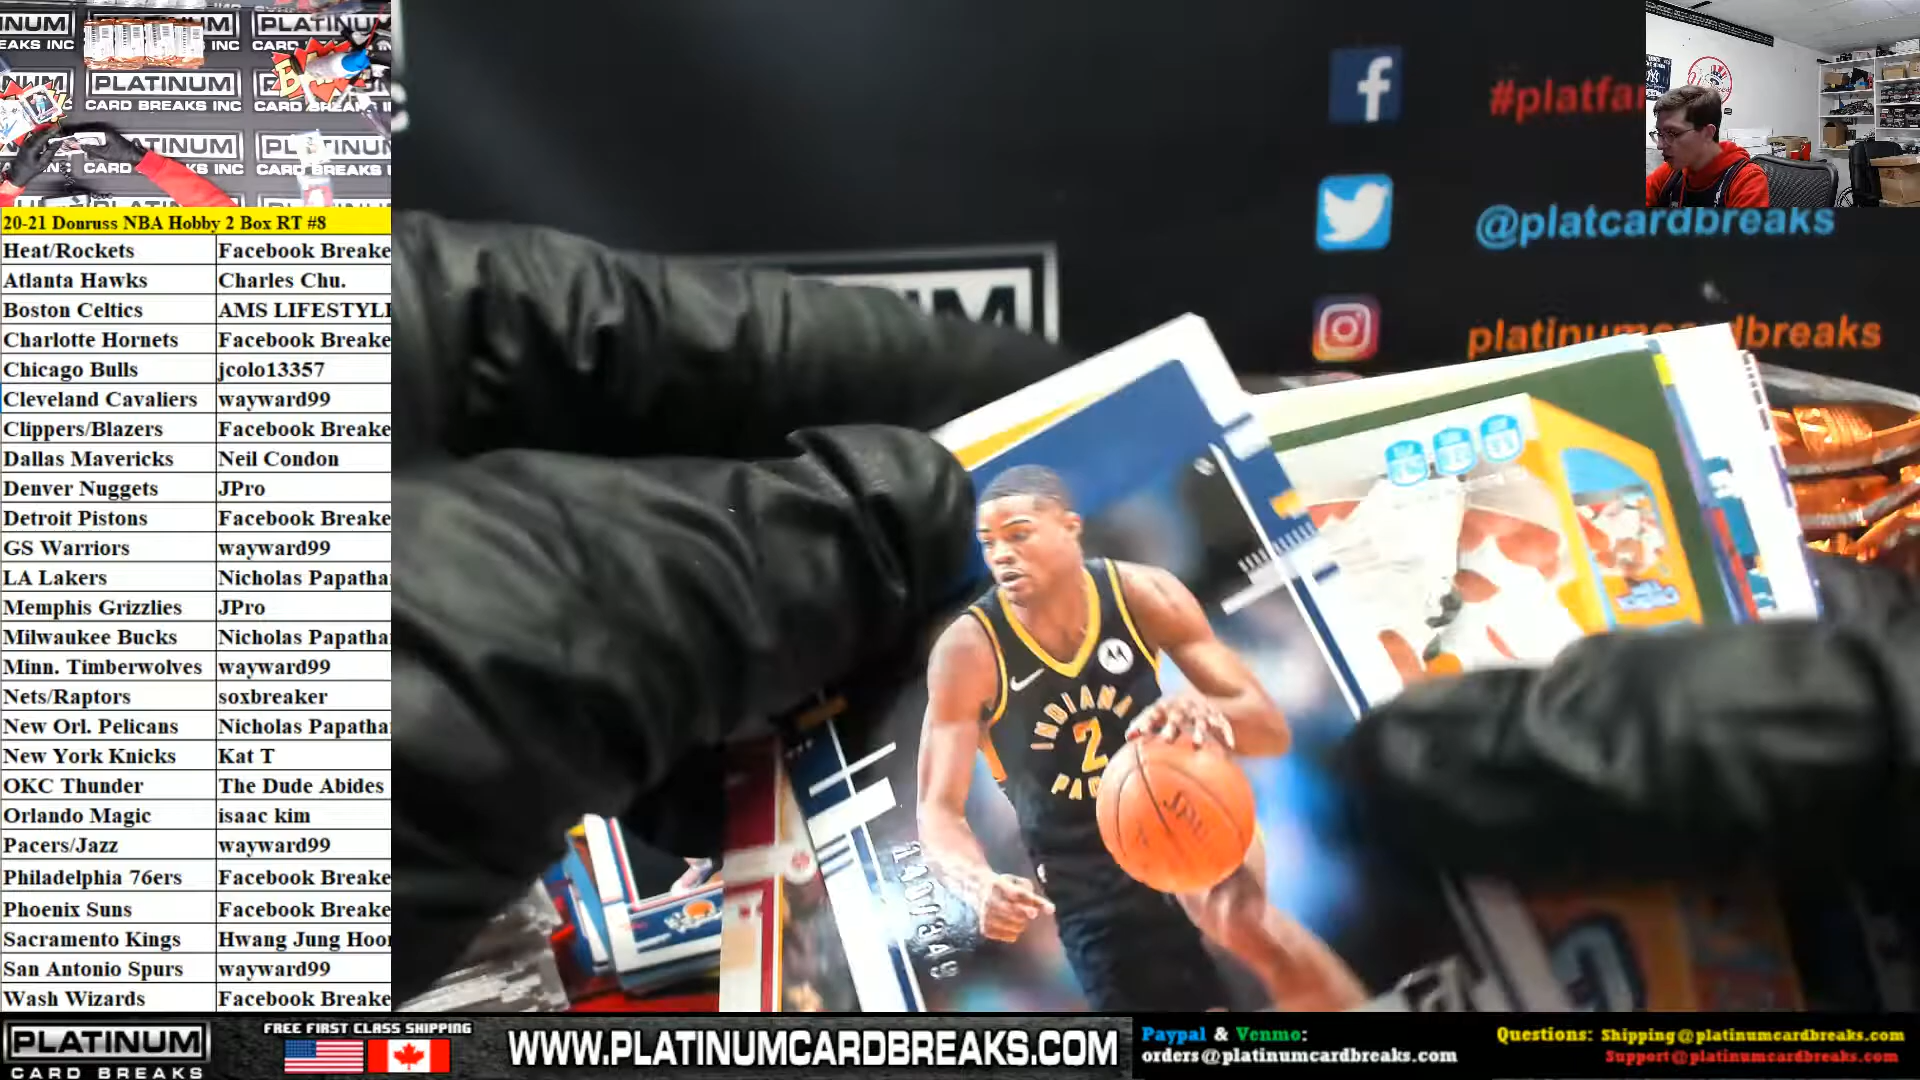 PLATINUM
CARD BREAKS INC
20-21 Donruss NBA Hobby 2 Box RT #8
Heat/Rockets Facebook Breake
Atlanta Hawks Charles Chu.
Boston Celtics AMS LIFESTYLE
Charlotte Hornets Facebook Breake
Chicago Bulls jcolo13357
Cleveland Cavaliers wayward99
Clippers/Blazers Facebook Breake
Dallas Mavericks Neil Condon
Denver Nuggets JPro
Detroit Pistons Facebook Breake
GS Warriors wayward99
LA Lakers Nicholas Papatha
Memphis Grizzlies JPro
Milwaukee Bucks Nicholas Papatha
Minn. Timberwolves wayward99
Nets/Raptors soxbreaker
New Orl. Pelicans Nicholas Papatha
New York Knicks Kat T
OKC Thunder The Dude Abides
Orlando Magic isaac kim
Pacers/Jazz wayward99
Philadelphia 76ers Facebook Breake
Phoenix Suns Facebook Breake
Sacramento Kings Hwang Jung Hoo
San Antonio Spurs wayward99
Wash Wizards Facebook Breake
#platfa
@platcardbreaks
INDIANA
2
PAC
140/349
PLATINUM
CARD BREAKS
FREE FIRST CLASS SHIPPING
WWW.PLATINUMCARDBREAKS.COM
Paypal & Venmo:
orders@platinumcardbreaks.com
Questions: Shipping@platinumcardbreaks.com
Support@platinumcardbreaks.com